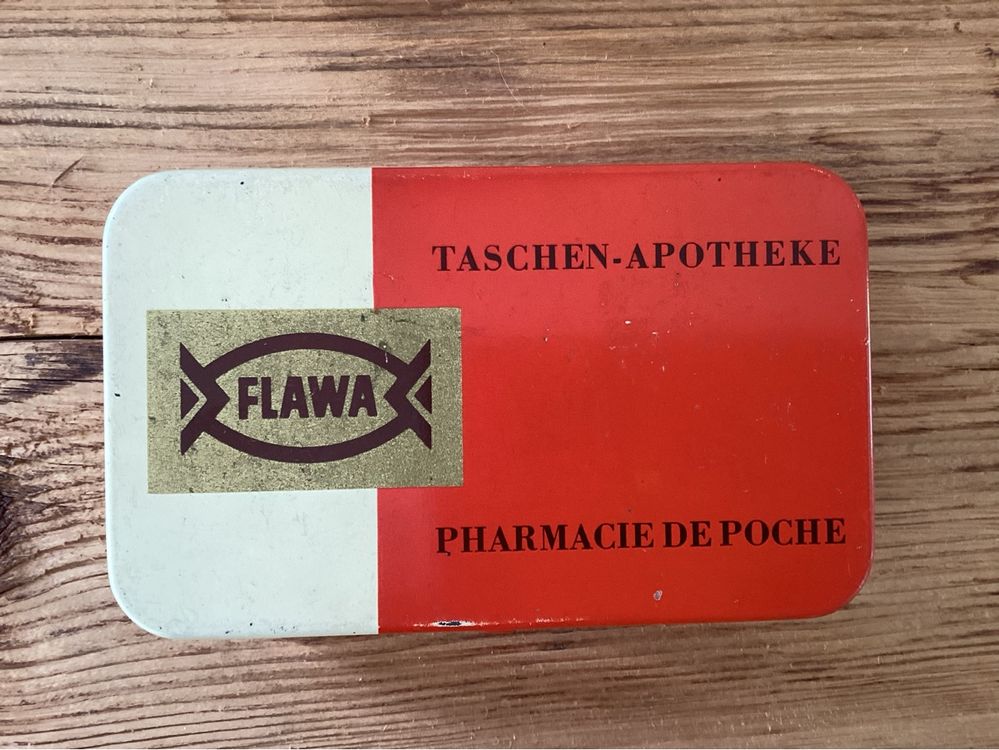 TASCHEN-APOTHEKE
FLAWA
PHARMACIE DE POCHE